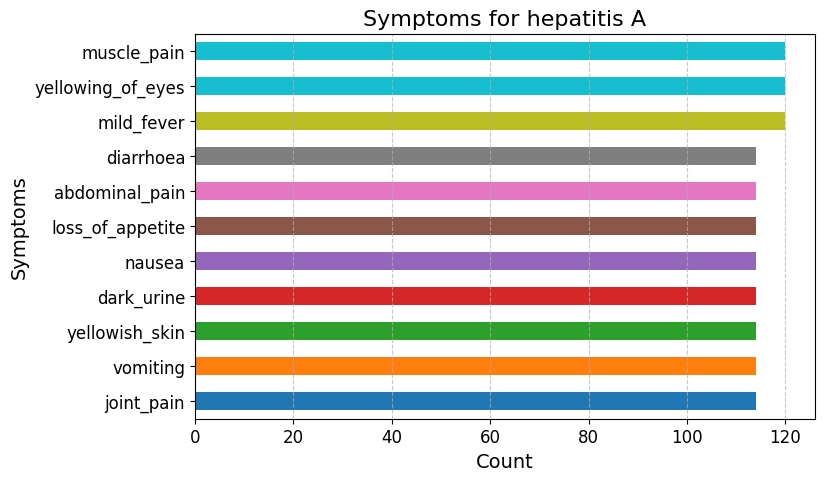 Symptoms for hepatitis A
Symptoms
muscle_pain
yellowing_of_eyes
mild_fever
diarrhoea
abdominal_pain
loss_of_appetite
nausea
dark_urine
yellowish_skin
vomiting
joint_pain
0 20 40 60 80 100 120
Count